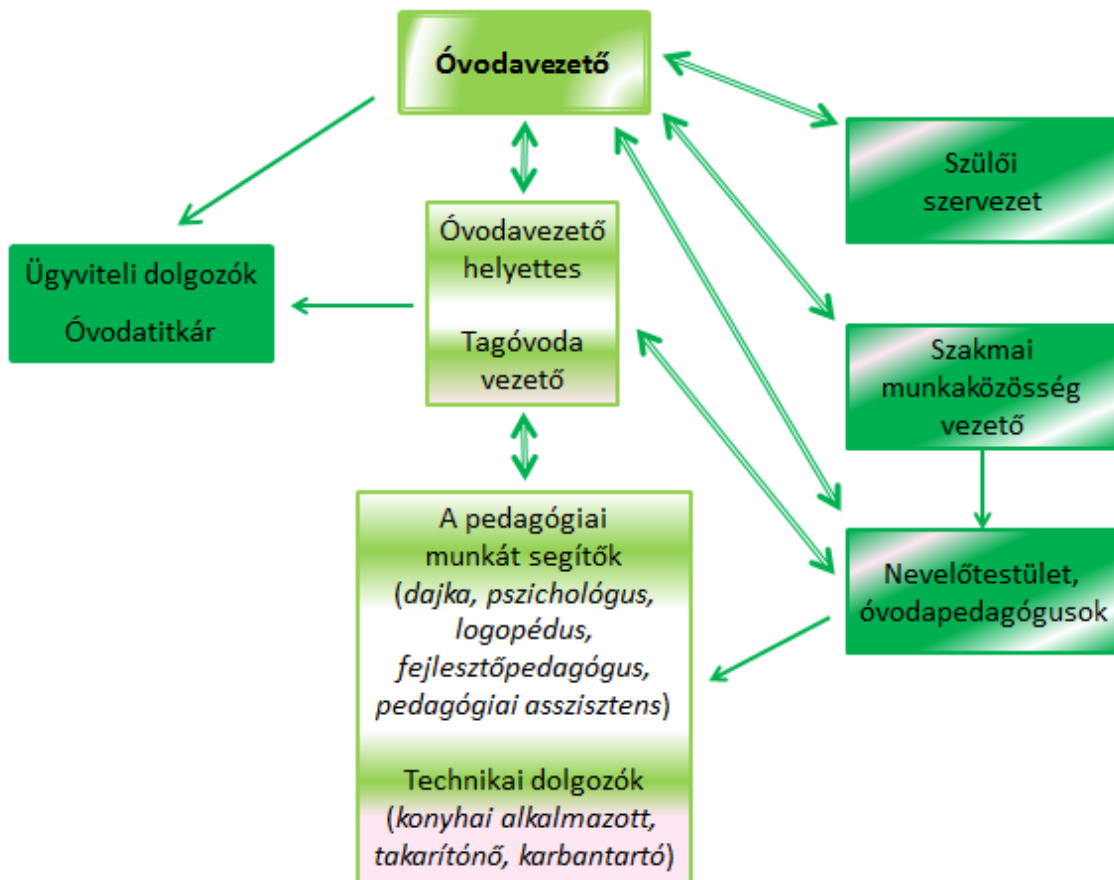 Óvodavezető
Szülői
szervezet
Óvodavezető
helyettes
Tagóvoda
vezető
Ügyviteli dolgozók
Óvodatitkár
Szakmai
munkaközösség
vezető
A pedagógiai
munkát segítők
(dajka, pszichológus,
logopédus,
fejlesztőpedagógus,
pedagógiai asszisztens)
Technikai dolgozók
(konyhai alkalmazott,
takarítónő, karbantartó)
Nevelőtestület,
óvodapedagógusok